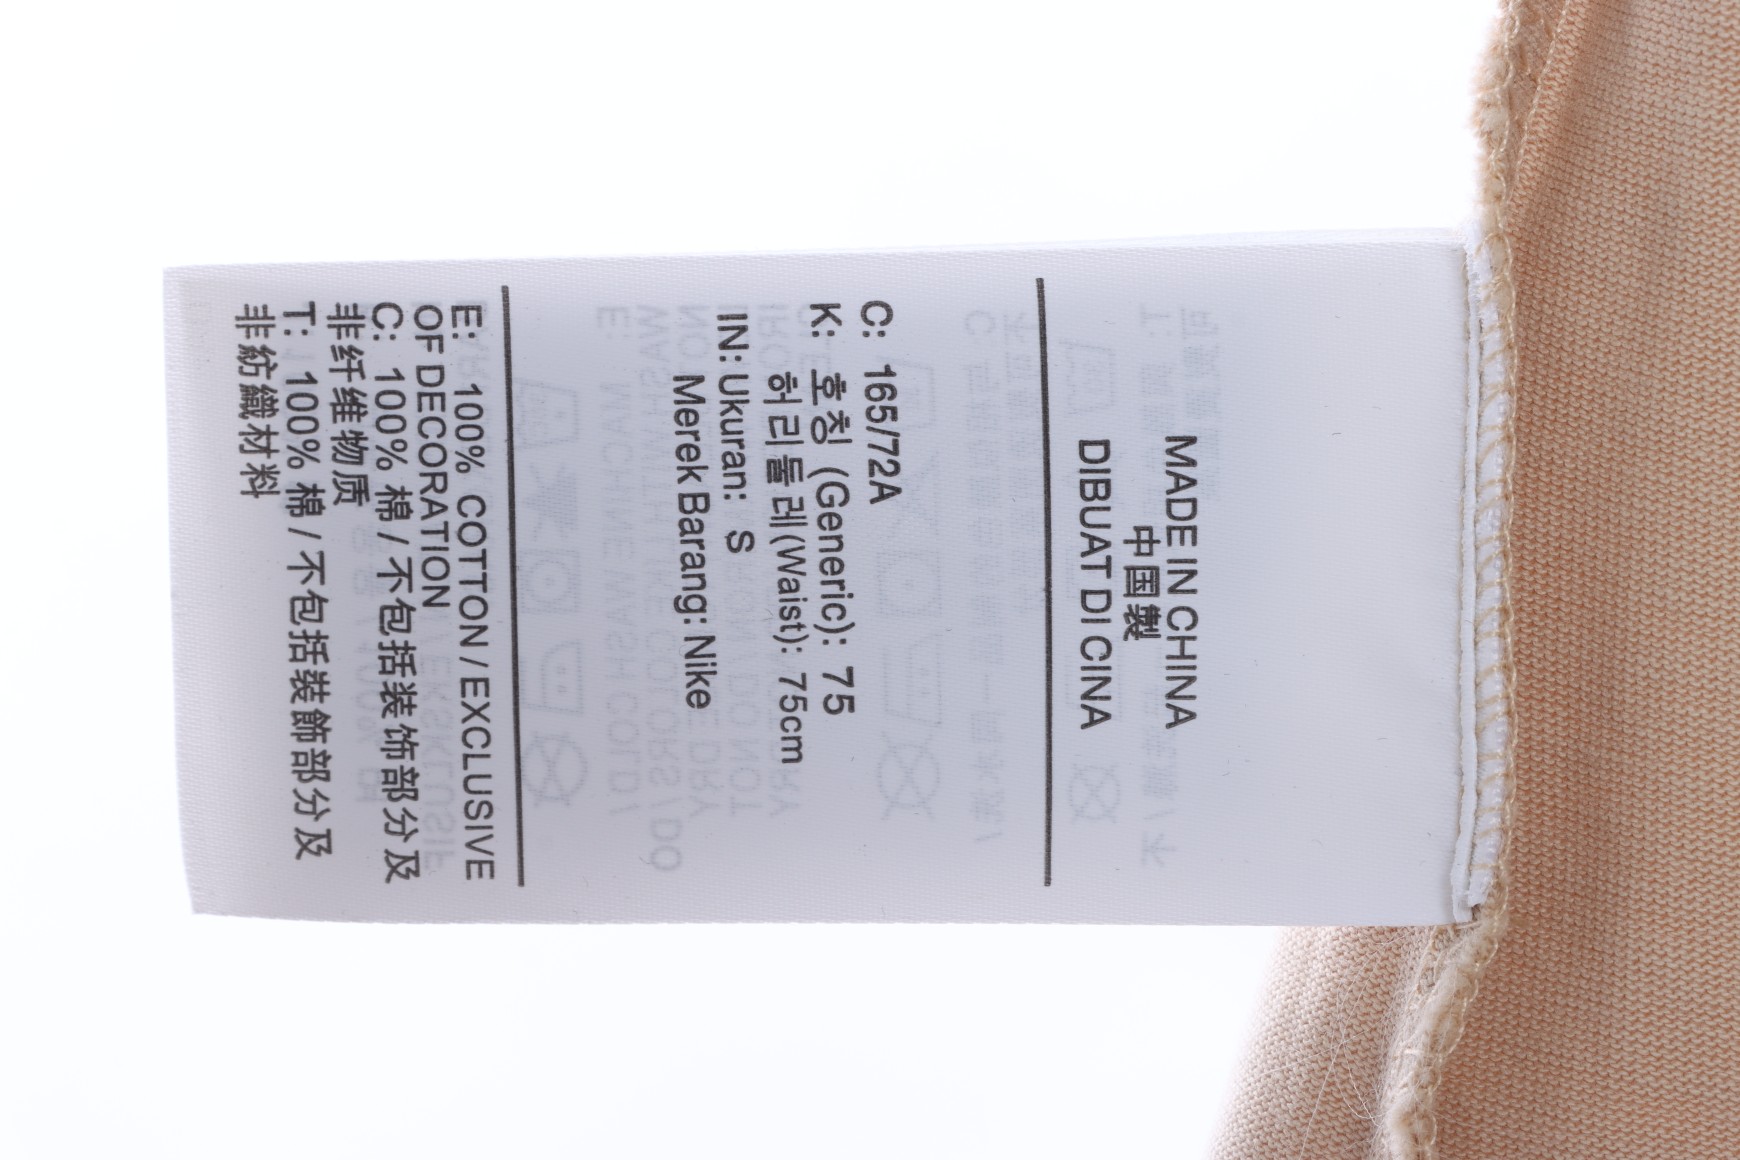 MADE IN CHINA
中国製
DIBUAT DI CINA
C: 165/72A
K: 호칭 (Generic): 75
허리둘레(Waist): 75cm
IN: Ukuran: S
Merek Barang: Nike
E: 100% COTTON / EXCLUSIVE
OF DECORATION
C: 100% 棉 / 不包括装饰部分及
非纤维物质
T: 100% 棉 / 不包括裝飾部分及
非紡織材料